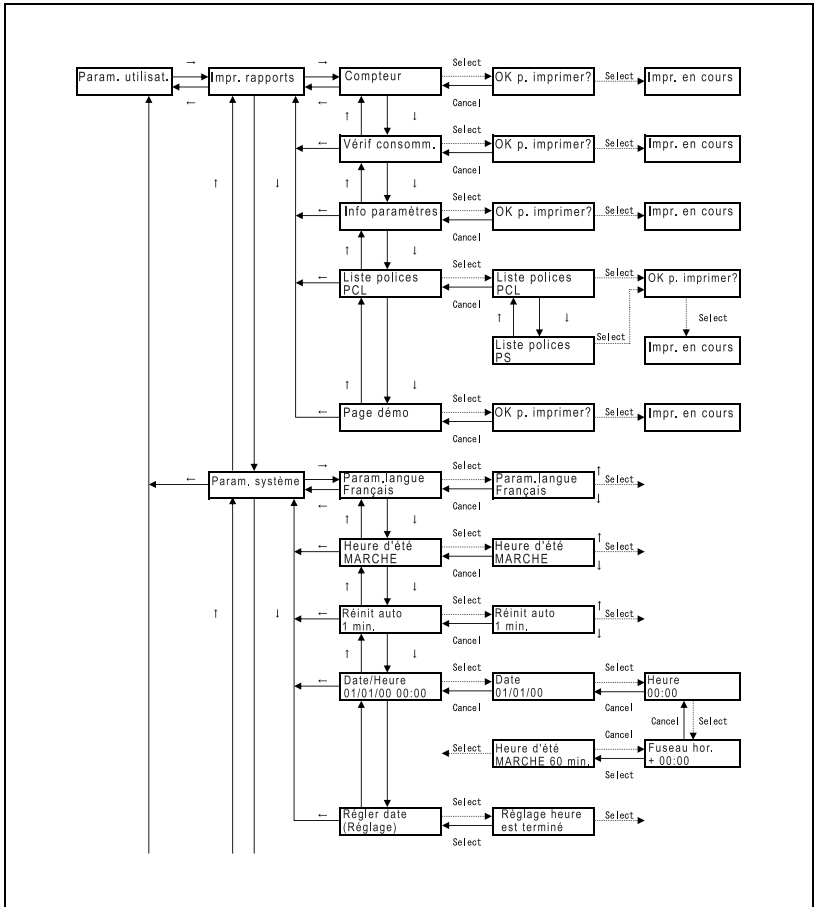 → → Select
Param. utilisat. Impr. rapports Compteur OK p. imprimer? Select Impr. en cours
← ← Cancel
↑ ↓ Select
← Vérif consomm. OK p. imprimer? Select Impr. en cours
Cancel
↑ ↓ ↑ ↓ Select
← Info paramètres OK p. imprimer? Select Impr. en cours
Cancel
↑ ↓ Select
← Liste polices Liste polices Select OK p. imprimer?
PCL PCL
Cancel
↑ ↓ Select
Select
Liste polices Impr. en cours
PS
↑ ↓ Select
← Page démo OK p. imprimer? Select Impr. en cours
Cancel
→ Select
← Param. système Param.langue Param.langue ↑ Select
Français Français ↓
← Cancel
↑ ↓ Select
← Heure d'été Heure d'été ↑ Select
MARCHE MARCHE ↓
Cancel
↑ ↓ ↑ ↓ Select
← Réinit auto Réinit auto ↑ Select
1 min. 1 min. ↓
Cancel
↑ ↓ Select Select
← Date/Heure Date Heure
01/01/00 00:00 01/01/00 00:00
Cancel Cancel
Cancel Select
Cancel
Select Heure d'été Fuseau hor.
MARCHE 60 min. + 00:00
Select
Select
← Régler date Réglage heure Select
(Réglage) est terminé
Select